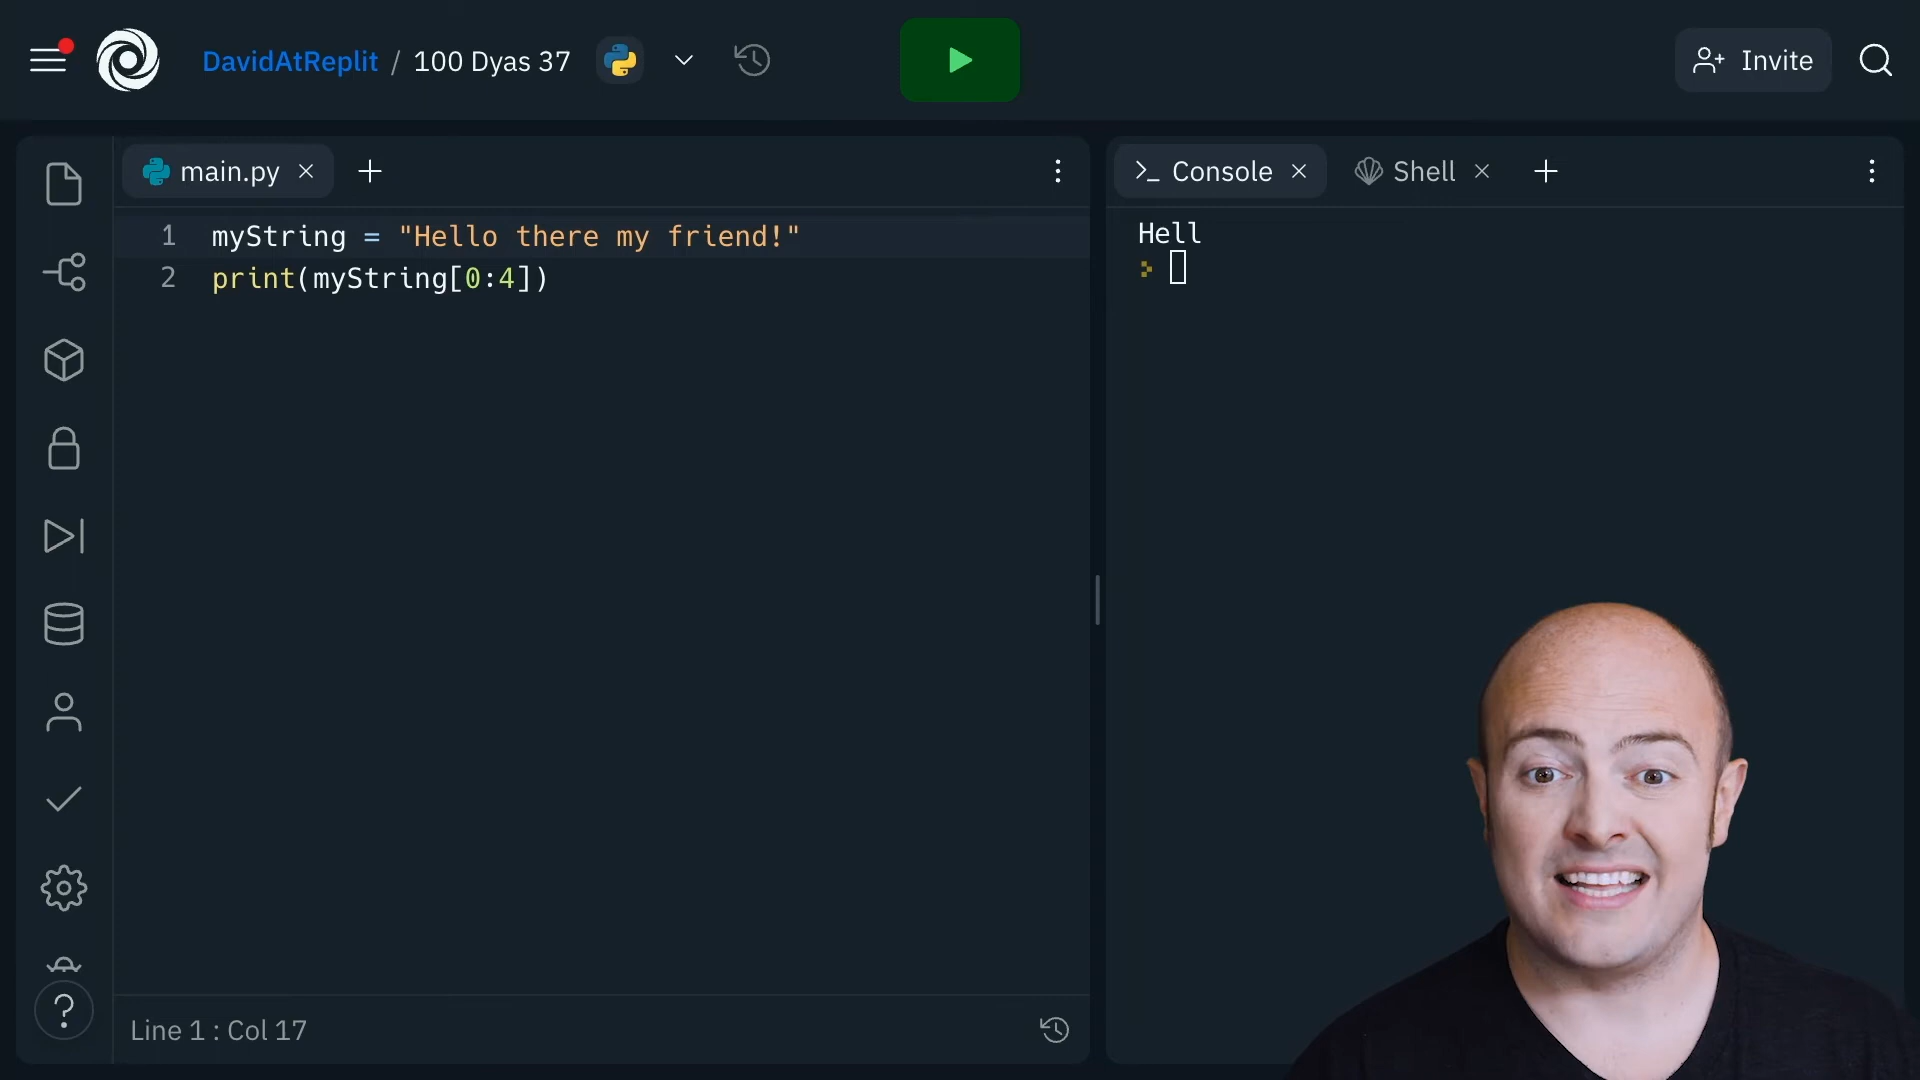 DavidAtReplit / 100 Dyas 37
Invite
main.py
Console
Shell
1 myString = "Hello there my friend!"
2 print(myString[0:4])
Hell
?
Line 1 : Col 17